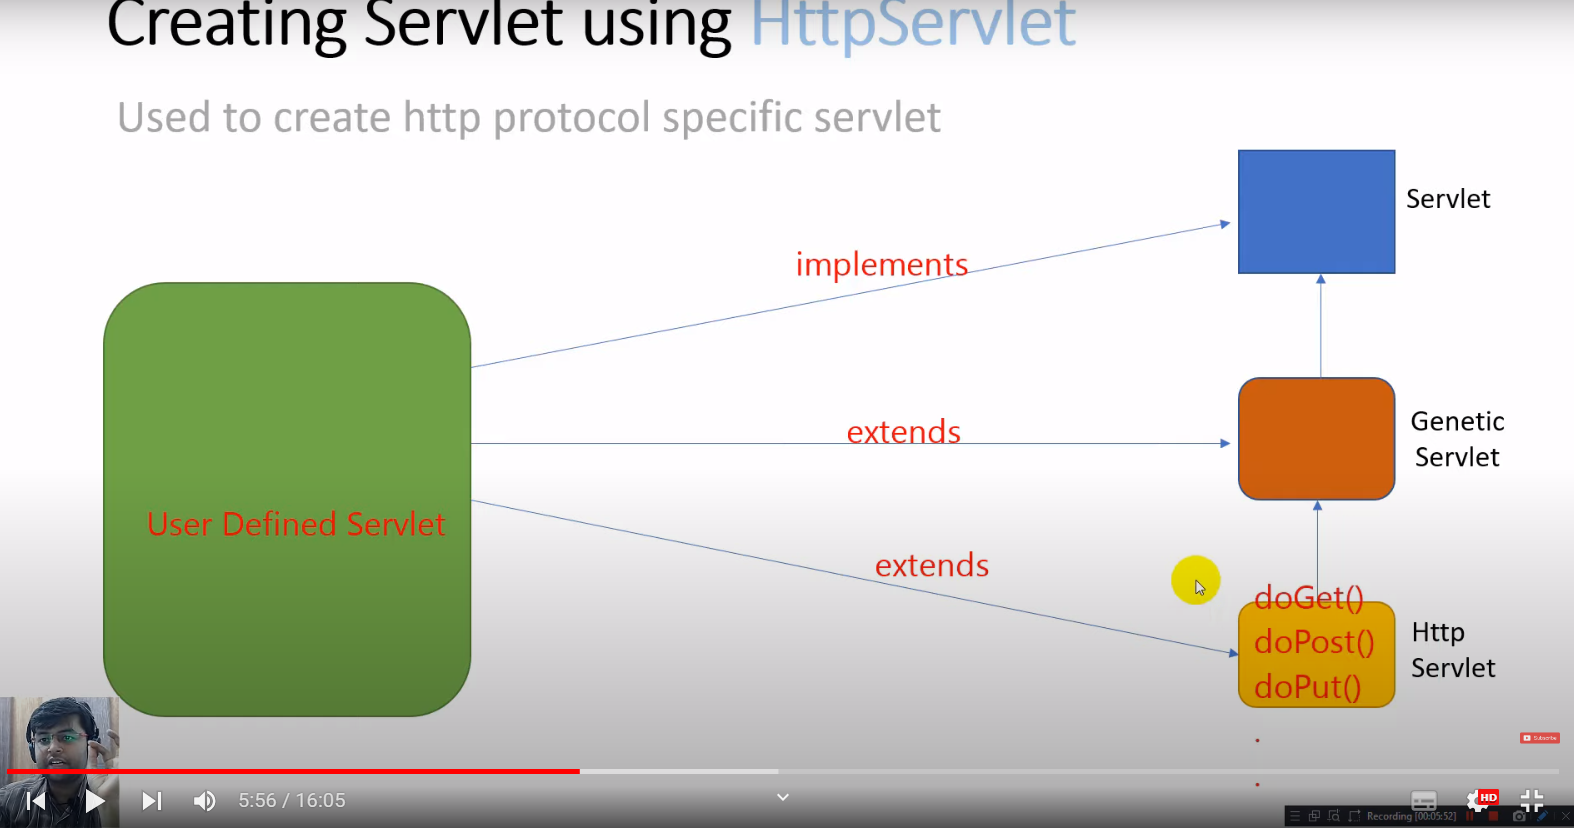 Creating Servlet using HttpServlet
Used to create http protocol specific servlet
Servlet
implements
extends
Genetic
Servlet
User Defined Servlet
extends
doGet()
doPost()
doPut()
.
.
Http
Servlet
Subscribe
5:56 / 16:05
HD
Recording [00:05:52]